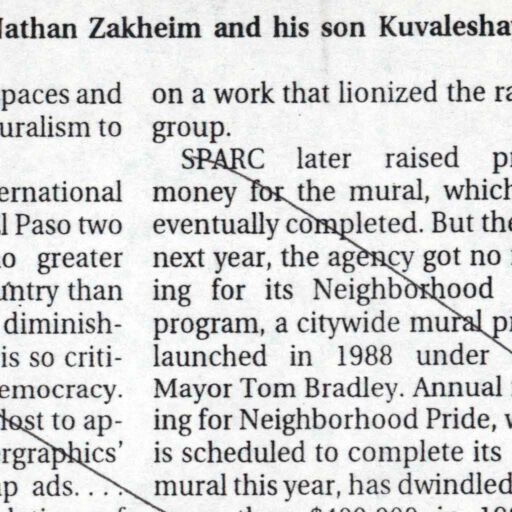 Nathan Zakheim and his son Kuvalesha
paces and
uralism to
ernational
l Paso two
o greater
untry than
diminish-
is so criti-
emocracy.
lost to ap-
rgraphics'
p ads....
on a work that lionized the ra
group.
SPARC later raised pr
money for the mural, which
eventually completed. But the
next year, the agency got no
ing for its Neighborhood
program, a citywide mural pr
launched in 1988 under
Mayor Tom Bradley. Annual
ing for Neighborhood Pride, w
is scheduled to complete its
mural this year, has dwindled